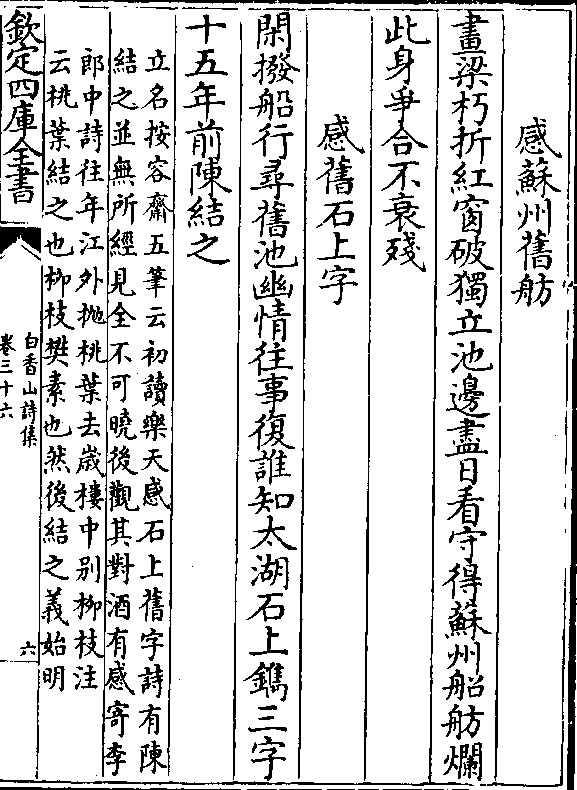 感蘇州舊舫
畫梁朽折紅窗破獨立池邊盡日看守得蘇州船舫爛
此身爭合不衰殘
感舊石上字
閑撥船行尋舊池幽情往事復誰知太湖石上鐫三字
十五年前陳結之
立名按容齋五筆云初讀樂天感石上舊字詩有陳
結之並無所經見全不可曉後觀其對酒有感寄李
郎中詩往年江外抛桃葉去歲樓中别柳枝注
云桃葉結之也柳枝樊素也然後結之義始明
欽定四庫全書
白香山詩集
卷三十六
六